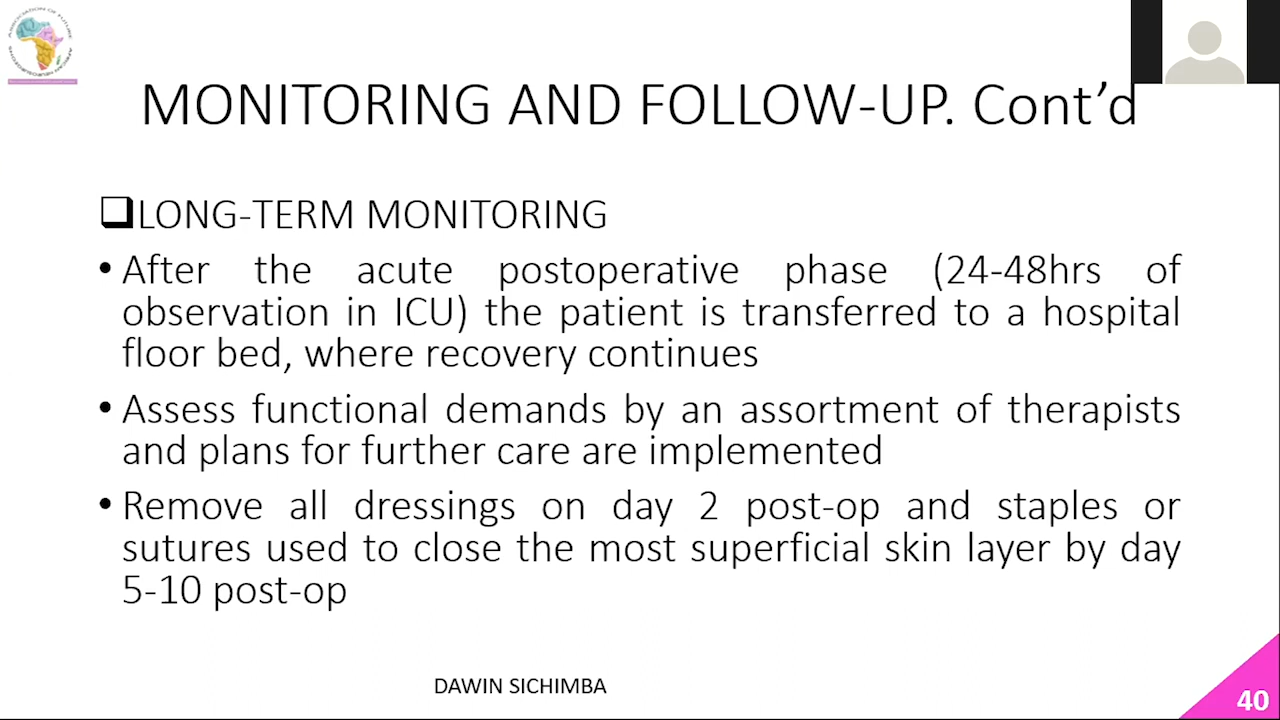 MONITORING AND FOLLOW-UP. Cont’d
❑LONG-TERM MONITORING
• After the acute postoperative phase (24-48hrs of
observation in ICU) the patient is transferred to a hospital
floor bed, where recovery continues
• Assess functional demands by an assortment of therapists
and plans for further care are implemented
• Remove all dressings on day 2 post-op and staples or
sutures used to close the most superficial skin layer by day
5-10 post-op
DAWIN SICHIMBA
40